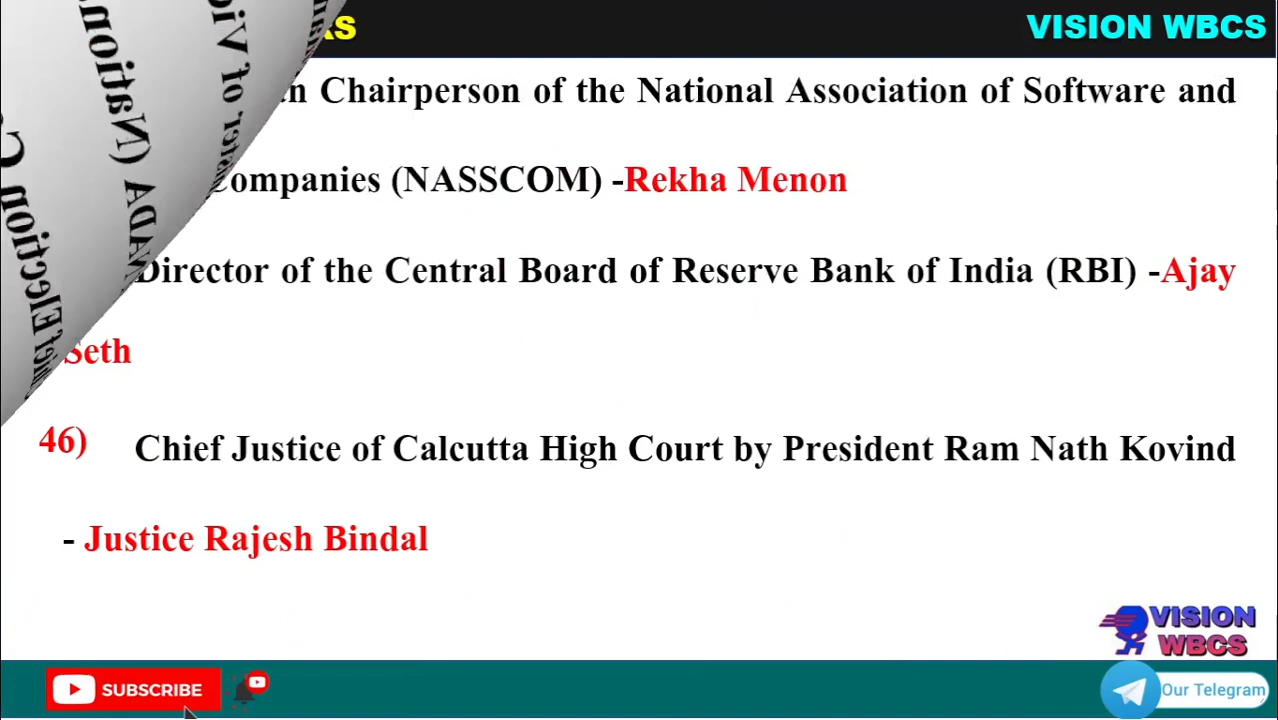 RS
VISION WBCS
n Chairperson of the National Association of Software and
Companies (NASSCOM) -Rekha Menon
Director of the Central Board of Reserve Bank of India (RBI) -Ajay
Seth
46) Chief Justice of Calcutta High Court by President Ram Nath Kovind
- Justice Rajesh Bindal
VISION
WBCS
SUBSCRIBE
Our Telegram